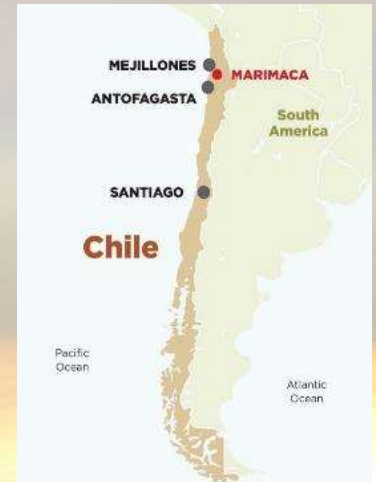 MEJILLONES
MARIMACA
ANTOFAGASTA
South
America
SANTIAGO
Chile
Pacific
Ocean
Atlantic
Ocean